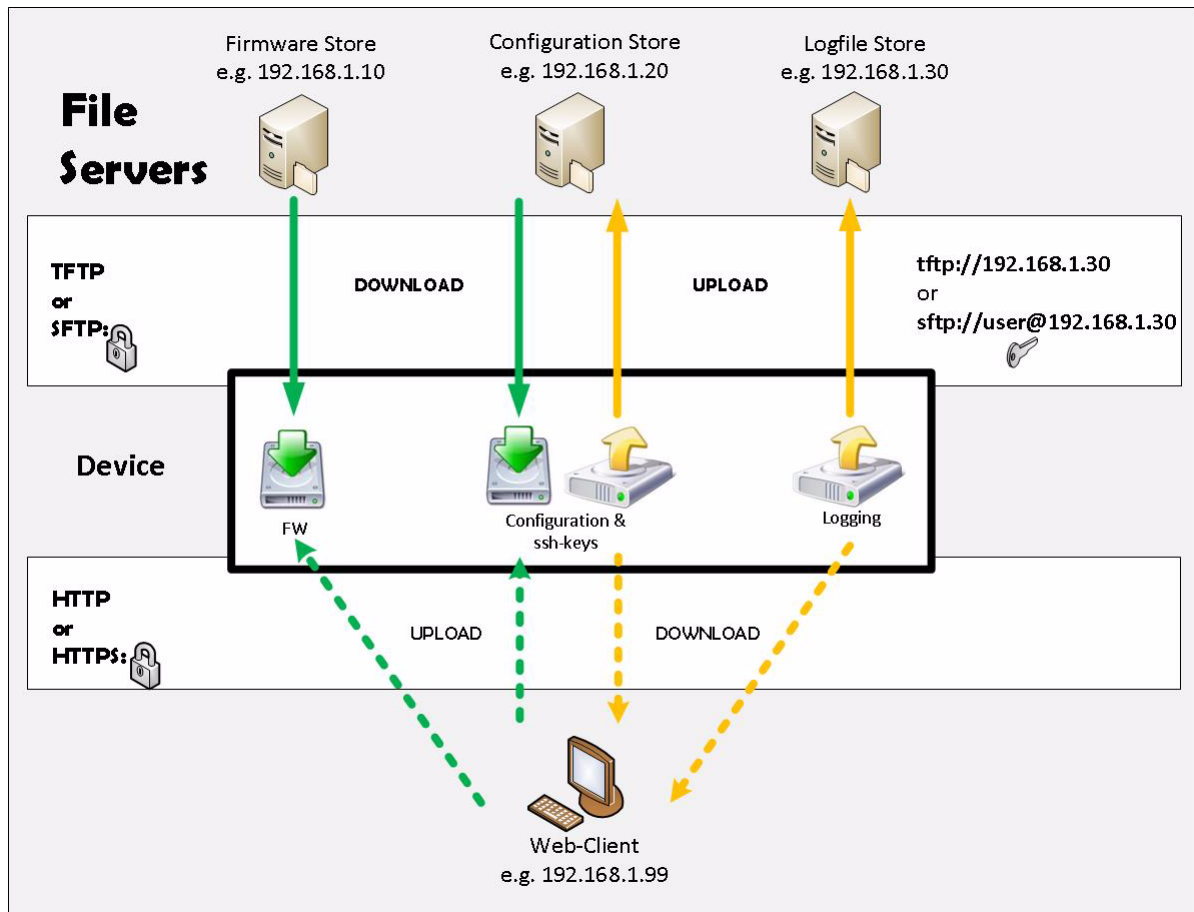 Firmware Store
e.g. 192.168.1.10
Configuration Store
e.g. 192.168.1.20
Logfile Store
e.g. 192.168.1.30
File
Servers
TFTP
or
SFTP:
DOWNLOAD
UPLOAD
tftp://192.168.1.30
or
sftp://user@192.168.1.30
Device
FW
Configuration &
ssh-keys
Logging
HTTP
or
HTTPS:
UPLOAD
DOWNLOAD
Web-Client
e.g. 192.168.1.99